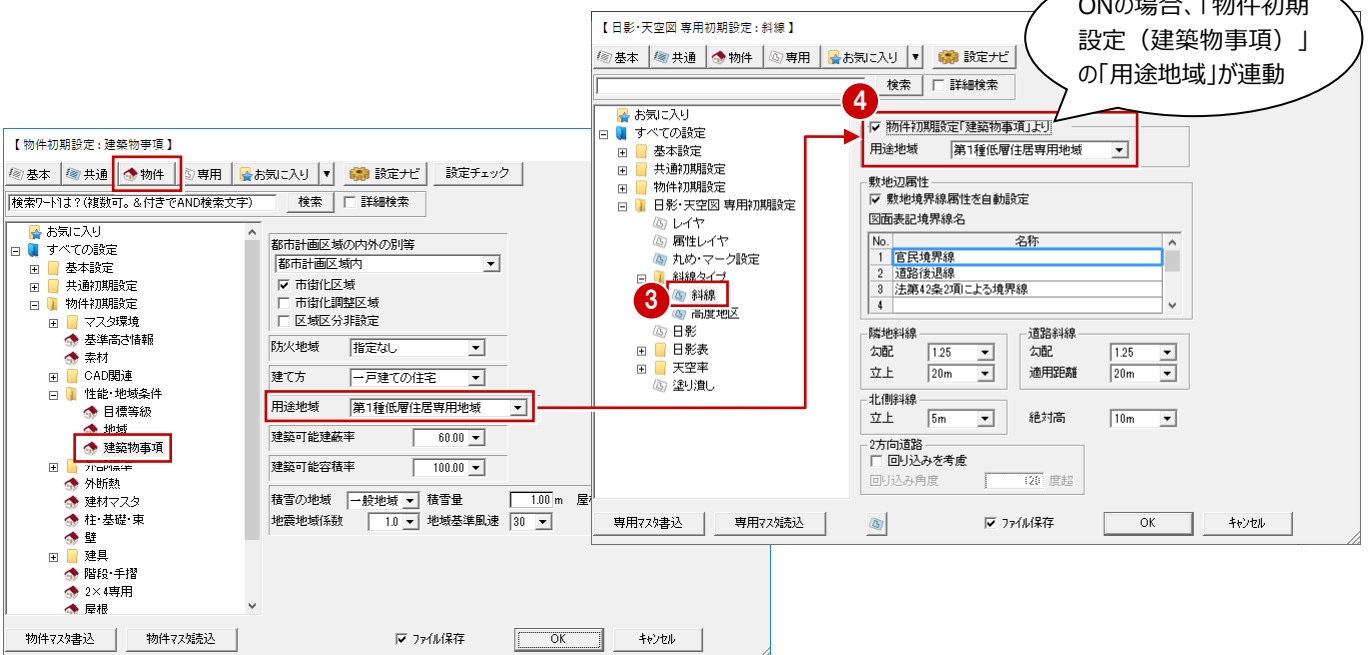 ONの場合、「物件初期
設定（建築物事項）」
の「用途地域」が連動
【 日影･天空図 専用初期設定 : 斜線 】
基本 共通 物件 専用 お気に入り ▼ 設定ナビ
検索 詳細検索
お気に入り
すべての設定
基本設定
共通初期設定
物件初期設定
日影･天空図 専用初期設定
レイヤ
属性レイヤ
丸め･マーク設定
斜線タイプ
3 斜線
高度地区
日影
日影表
天空率
塗り潰し
4
物件初期設定｢建築物事項｣より
用途地域 第1種低層住居専用地域
敷地辺属性
敷地境界線属性を自動設定
図面表記境界線名
No. 名称
1 官民境界線
2 道路後退線
3 法第42条2項による境界線
4
隣地斜線 道路斜線
勾配 1.25 勾配 1.25
立上 20m 適用距離 20m
北側斜線
立上 5m 絶対高 10m
2方向道路
回り込みを考慮
回り込み角度 120 度超
専用マスタ書込 専用マスタ読込 ファイル保存 OK キャンセル
【 物件初期設定 : 建築物事項 】
基本 共通 物件 専用 お気に入り ▼ 設定ナビ 設定チェック
検索ワードは？(複数可。＆付きでAND検索文字) 検索 詳細検索
お気に入り
すべての設定
基本設定
共通初期設定
物件初期設定
マスタ環境
基準高さ情報
素材
CAD関連
性能･地域条件
目標等級
地域
建築物事項
外部標準
外断熱
建材マスタ
柱･基礎･束
壁
建具
階段･手摺
2×4専用
屋根
都市計画区域の内外の別等
都市計画区域内
市街化区域
市街化調整区域
区域区分非設定
防火地域 指定なし
建て方 一戸建ての住宅
用途地域 第1種低層住居専用地域
建築可能建蔽率 60.00
建築可能容積率 100.00
積雪の地域 一般地域 積雪量 1.00 m
地震地域係数 1.0 地域基準風速 30
物件マスタ書込 物件マスタ読込 ファイル保存 OK キャンセル